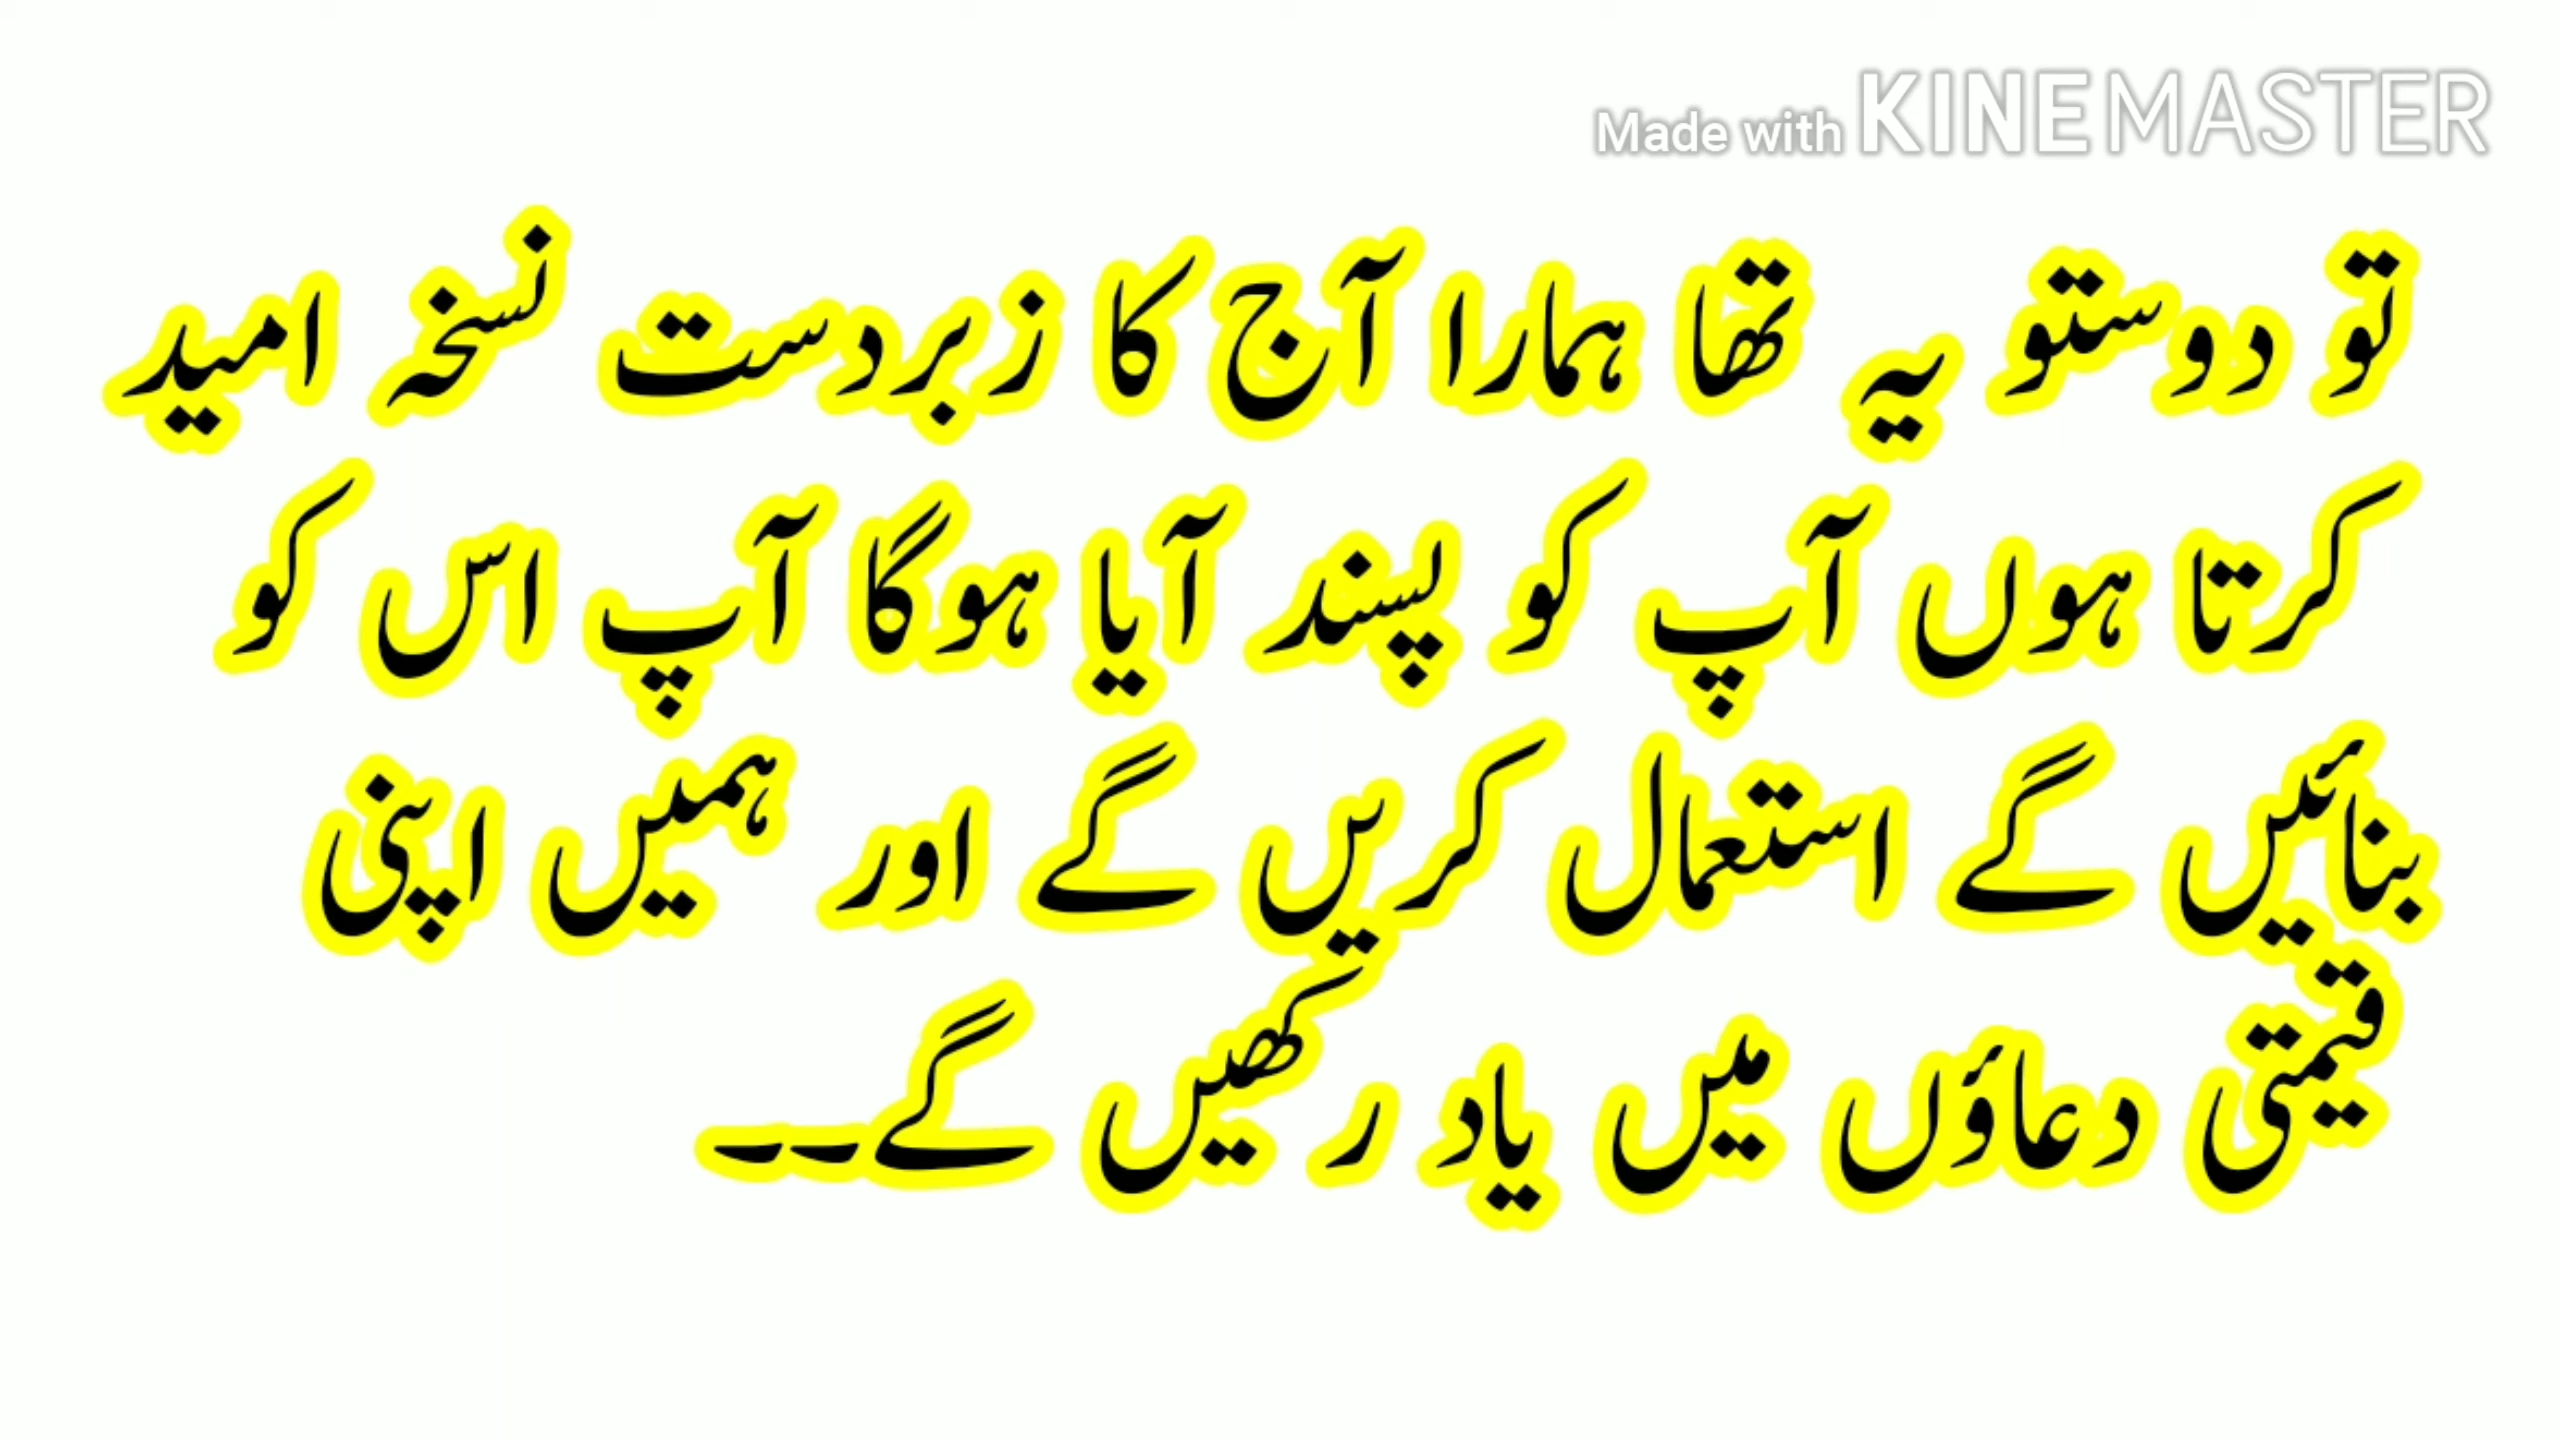 Made with KINEMASTER
تو دوستو یہ تھا ہمارا آج کا زبردست نسخہ امید
کرتا ہوں آپ کو پسند آیا ہوگا آپ اس کو
بنائیں گے استعمال کریں گے اور ہمیں اپنی
قیمتی دعاؤں میں یاد رکھیں گے۔۔